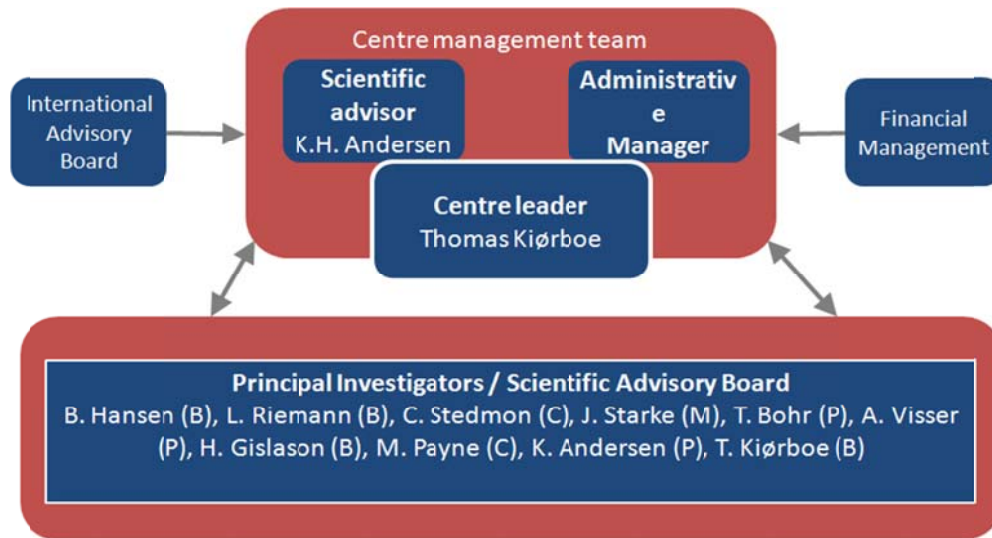 Centre management team
Scientific
advisor
K.H. Andersen
Administrativ
e
Manager
International
Advisory
Board
Financial
Management
Centre leader
Thomas Kiørboe
Principal Investigators / Scientific Advisory Board
B. Hansen (B), L. Riemann (B), C. Stedmon (C), J. Starke (M), T. Bohr (P), A. Visser
(P), H. Gislason (B), M. Payne (C), K. Andersen (P), T. Kiørboe (B)